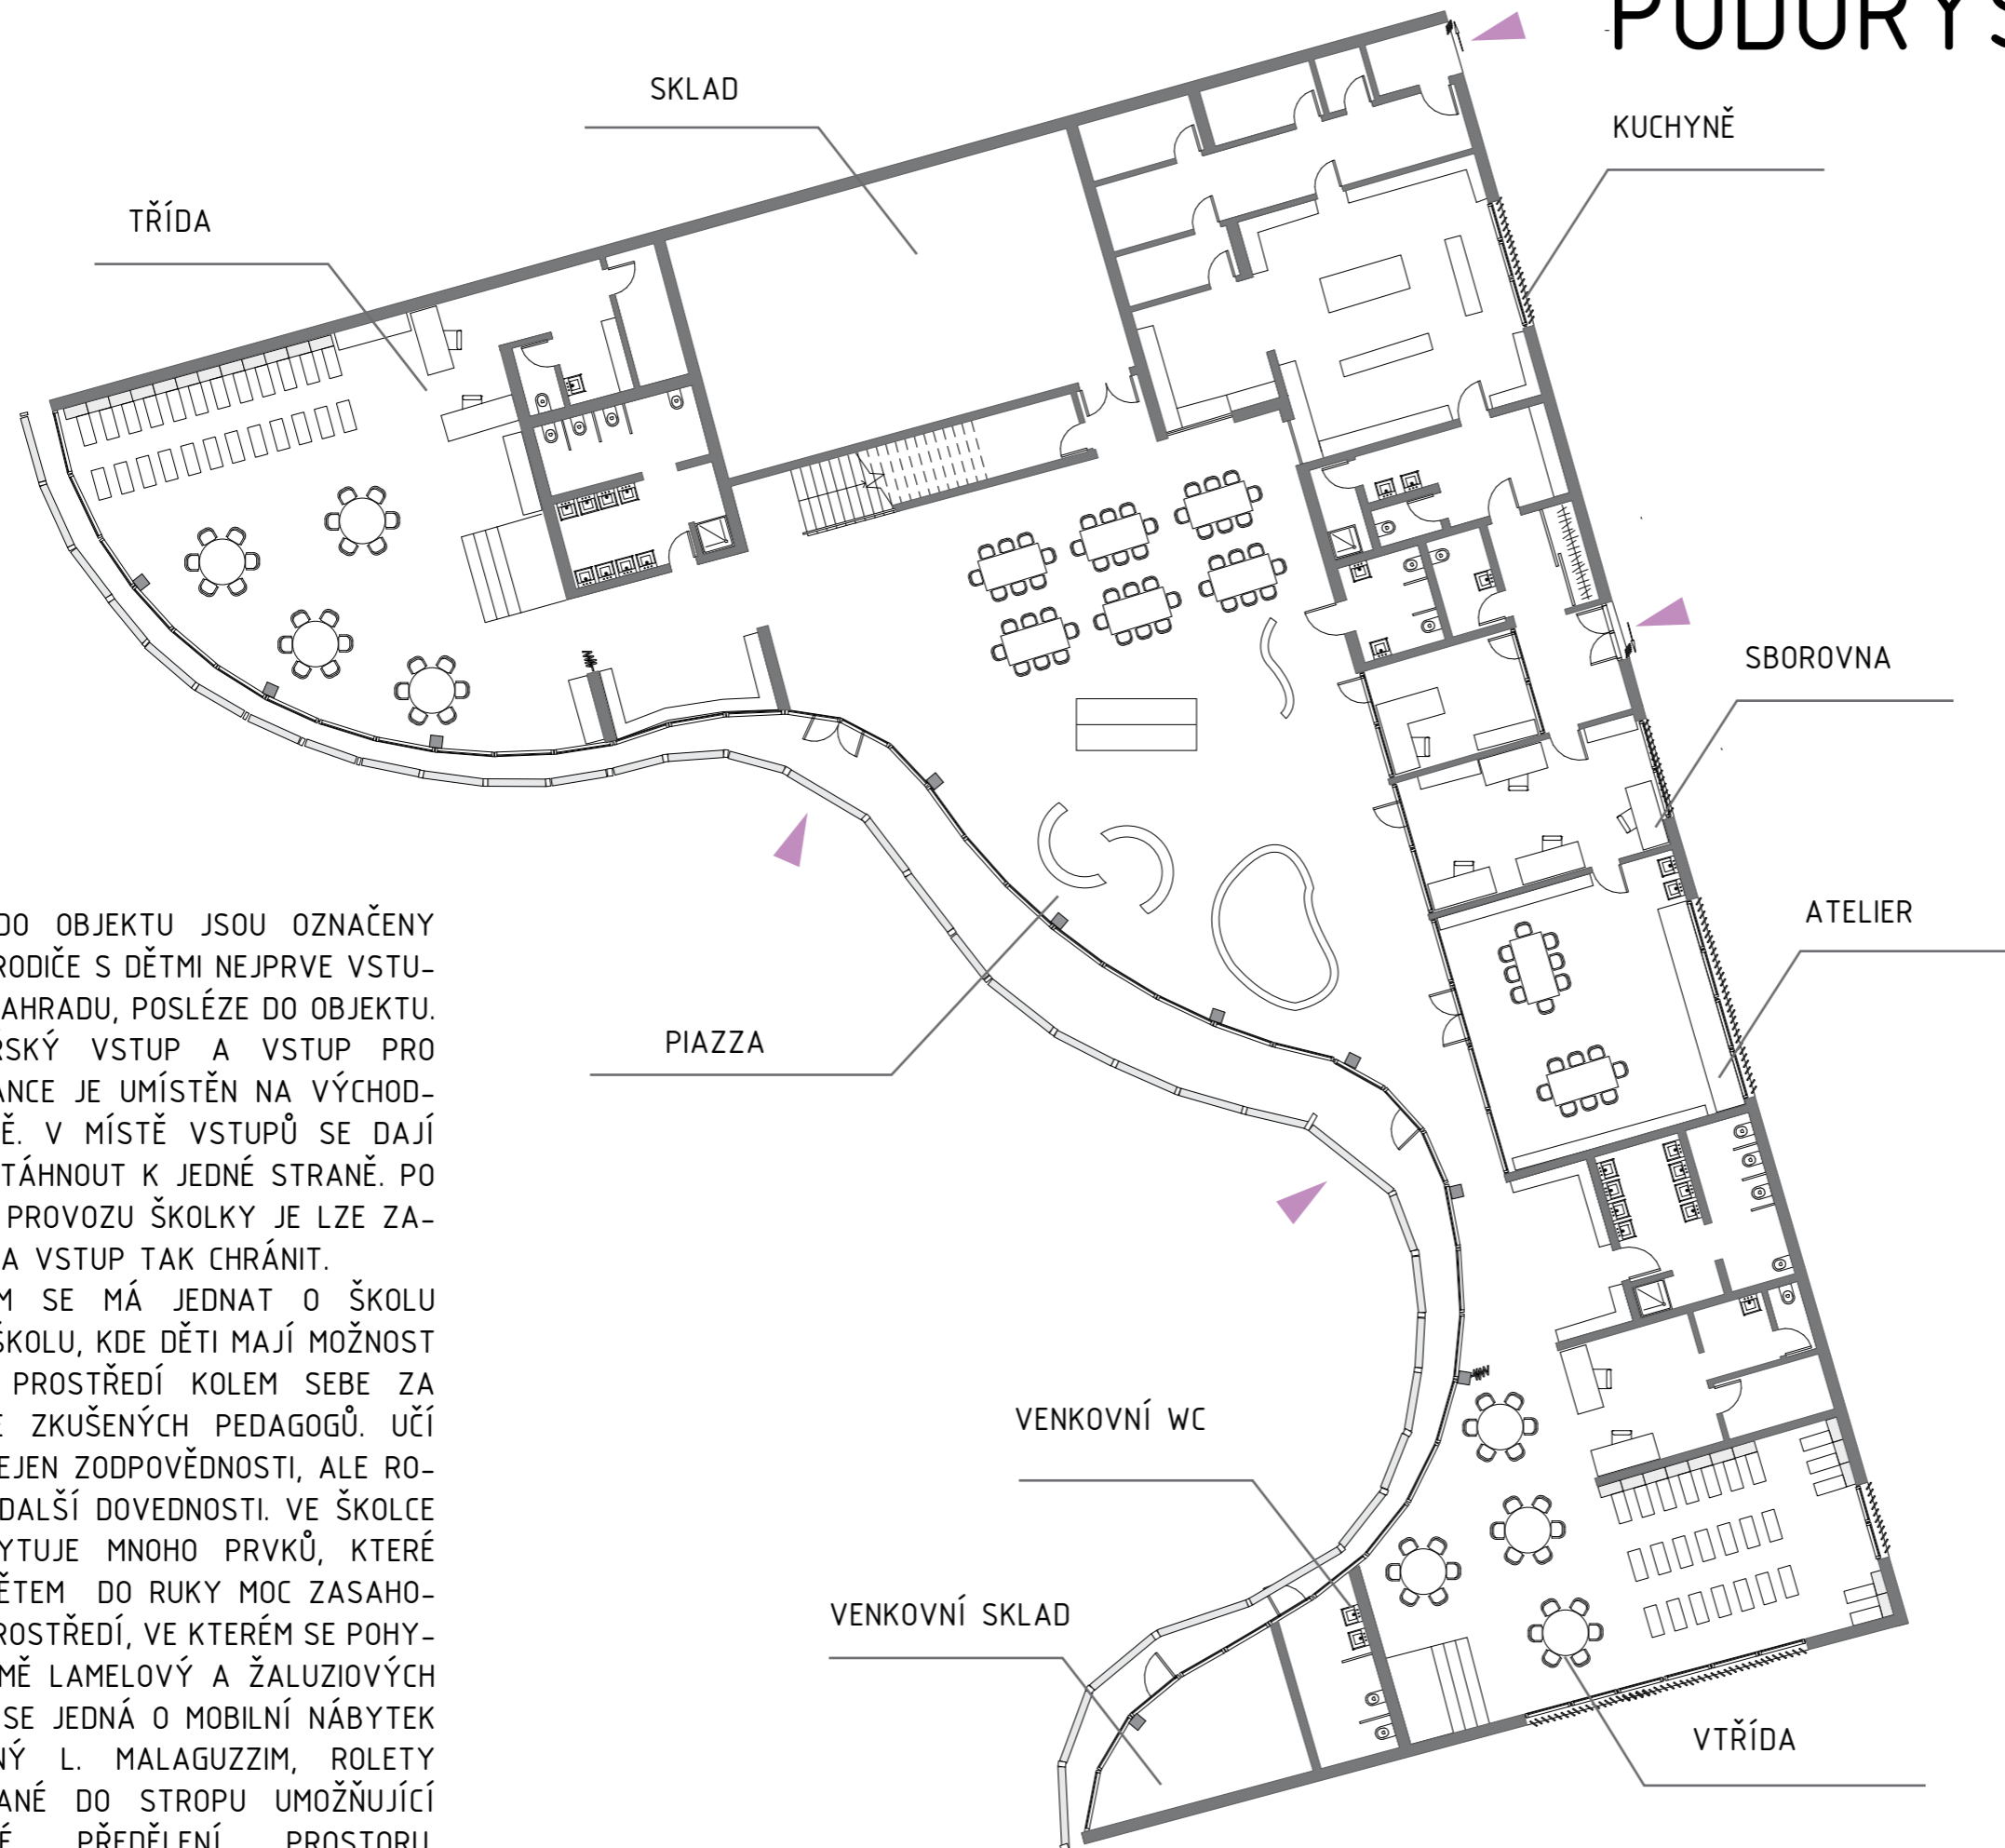 PŮDORYS
SKLAD
KUCHYNĚ
TŘÍDA
SBOROVNA
ATELIER
PIAZZA
VENKOVNÍ WC
VENKOVNÍ SKLAD
VTŘÍDA
DO OBJEKTU JSOU OZNAČENY
RODIČE S DĚTMI NEJPRVE VSTU-
AHRADU, POSLÉZE DO OBJEKTU.
ŘSKÝ VSTUP A VSTUP PRO
ANCE JE UMÍSTĚN NA VÝCHOD-
Ě. V MÍSTĚ VSTUPŮ SE DAJÍ
TÁHNOUT K JEDNÉ STRANĚ. PO
PROVOZU ŠKOLKY JE LZE ZA-
A VSTUP TAK CHRÁNIT.
M SE MÁ JEDNAT O ŠKOLU
ŠKOLU, KDE DĚTI MAJÍ MOŽNOST
PROSTŘEDÍ KOLEM SEBE ZA
E ZKUŠENÝCH PEDAGOGŮ. UČÍ
EJEN ZODPOVĚDNOSTI, ALE RO-
DALŠÍ DOVEDNOSTI. VE ŠKOLCE
YTUJE MNOHO PRVKŮ, KTERÉ
ĚTEM DO RUKY MOC ZASAHO-
ROSTŘEDÍ, VE KTERÉM SE POHY-
MĚ LAMELOVÝ A ŽALUZIOVÝCH
SE JEDNÁ O MOBILNÍ NÁBYTEK
NÝ L. MALAGUZZIM, ROLETY
ANÉ DO STROPU UMOŽŇUJÍCÍ
É PŘEDĚLENÍ PROSTORU